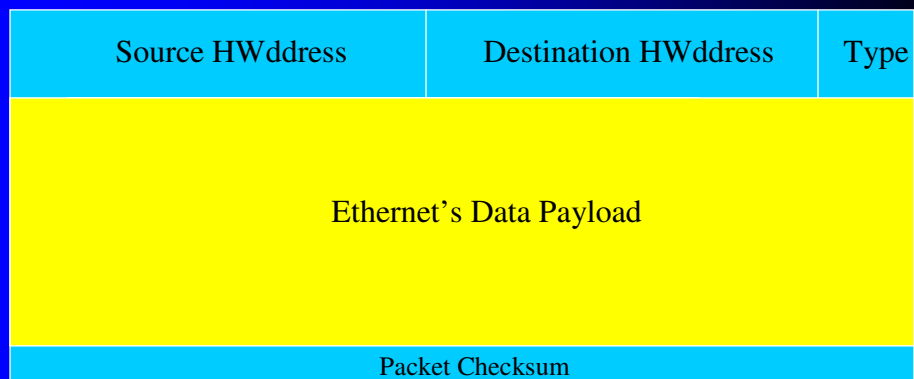 Source HWddress Destination HWddress Type
Ethernet’s Data Payload
Packet Checksum